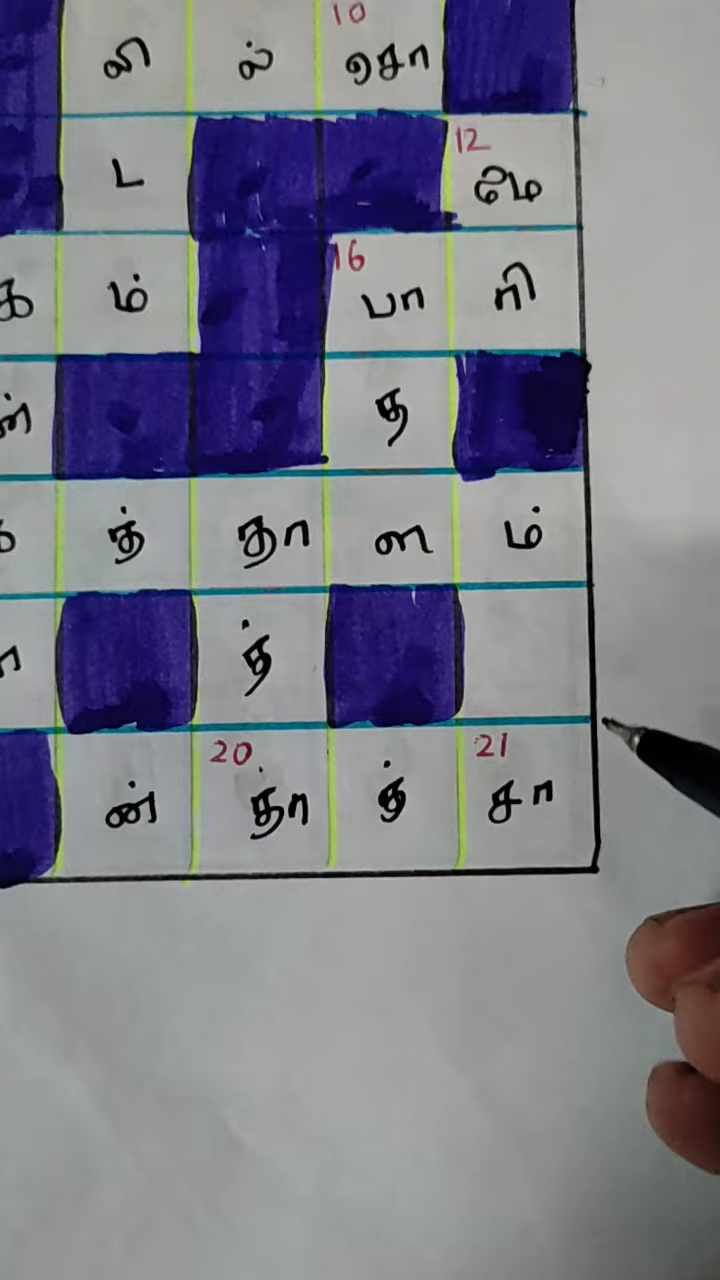 10
லி ல் சொ
12
ட மே
16
க ம் பா ரி
ன் த
த் தா ள ம்
த்
20 21
ன் தா த் சா